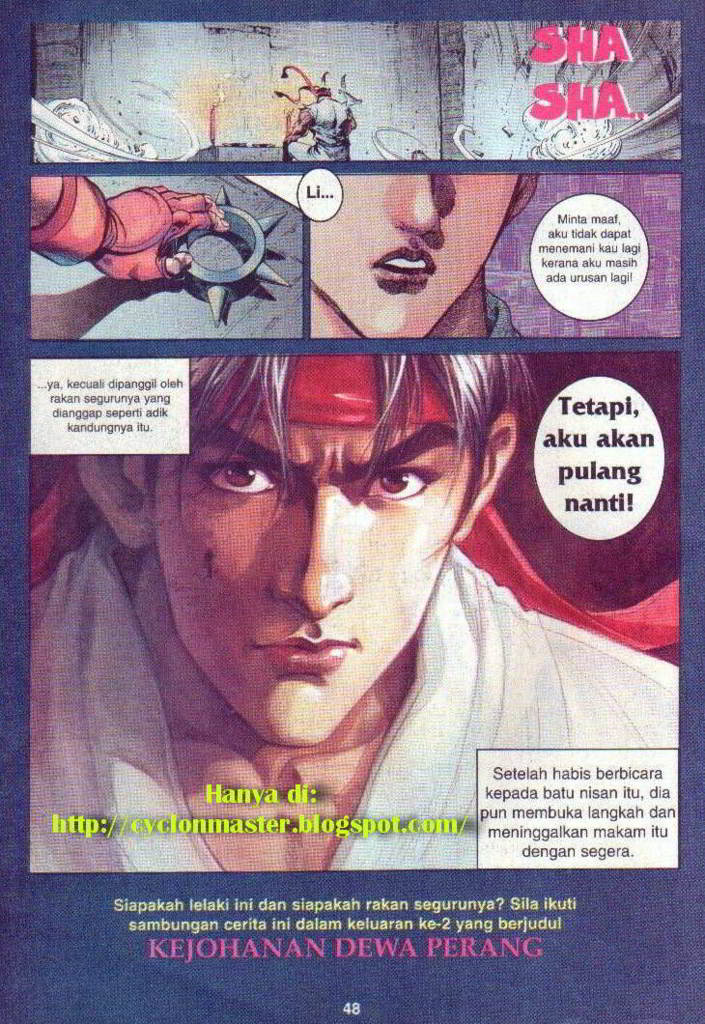 SHA
SHA..
Li...
Minta maaf,
aku tidak dapat
menemani kau lagi
kerana aku masih
ada urusan lagi!
...ya, kecuali dipanggil oleh
rakan segurunya yang
dianggap seperti adik
kandungnya itu.
Tetapi,
aku akan
pulang
nanti!
Hanya di:
http://cyclonmaster.blogspot.com/
Setelah habis berbicara
kepada batu nisan itu, dia
pun membuka langkah dan
meninggalkan makam itu
dengan segera.
Siapakah lelaki ini dan siapakah rakan segurunya? Sila ikuti
sambungan cerita ini dalam keluaran ke-2 yang berjudul
KEJOHANAN DEWA PERANG
48